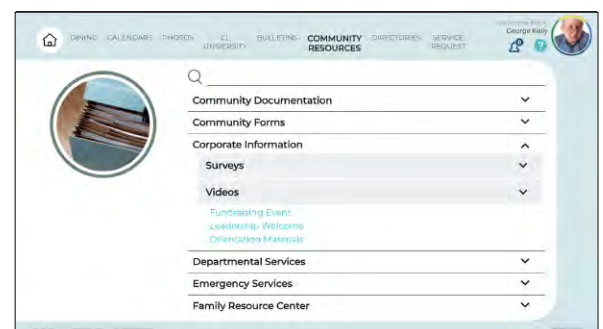 Welcome Back,
George Kelly
DINING CALENDARS PHOTOS CL UNIVERSITY BULLETINS COMMUNITY RESOURCES DIRECTORIES SERVICE REQUEST
Community Documentation
Community Forms
Corporate Information
Surveys
Videos
Fundraising Event
Leadership Welcome
Orientation Materials
Departmental Services
Emergency Services
Family Resource Center